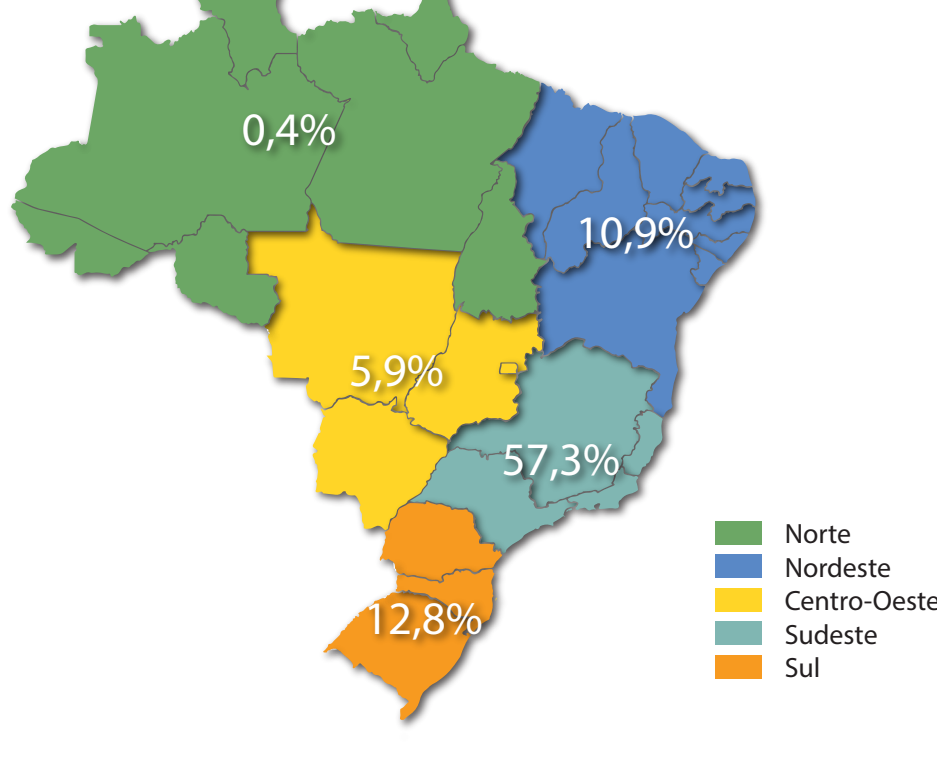 0,4%
10,9%
5,9%
57,3%
12,8%
Norte
Nordeste
Centro-Oeste
Sudeste
Sul